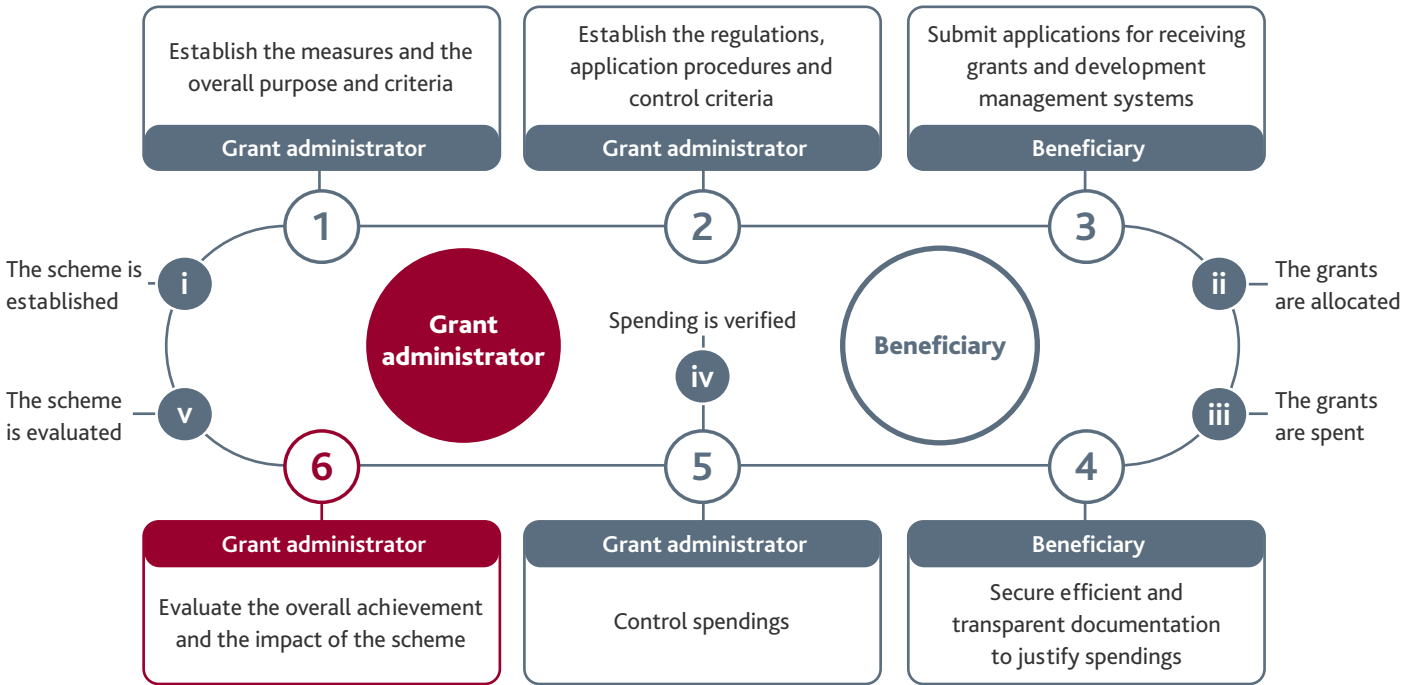 Establish the measures and the
overall purpose and criteria
Grant administrator
Establish the regulations,
application procedures and
control criteria
Grant administrator
Submit applications for receiving
grants and development
management systems
Beneficiary
1
2
3
The scheme is
established
i
ii
The grants
are allocated
Grant
administrator
Spending is verified
iv
Beneficiary
The scheme
is evaluated
v
iii
The grants
are spent
6
5
4
Grant administrator
Evaluate the overall achievement
and the impact of the scheme
Grant administrator
Control spendings
Beneficiary
Secure efficient and
transparent documentation
to justify spendings